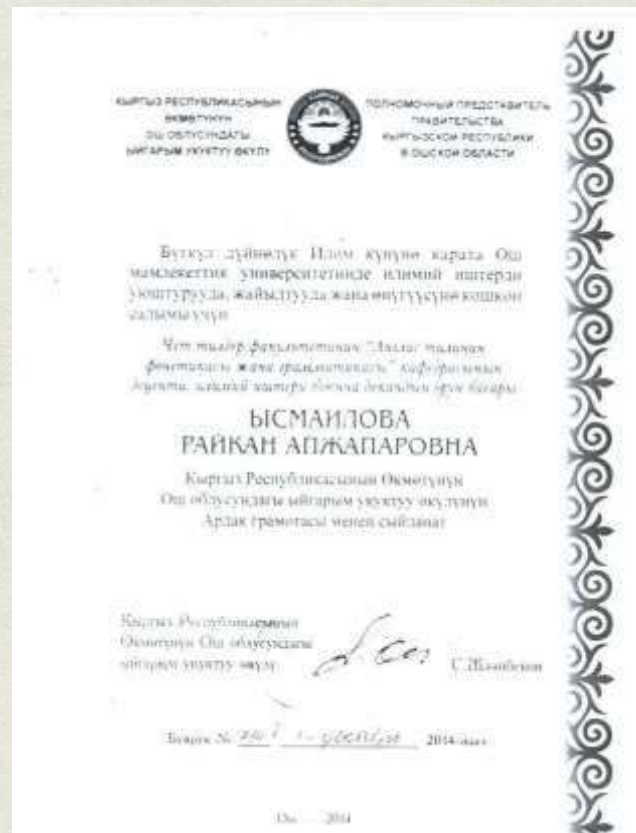 КЫРГЫЗ РЕСПУБЛИКАСЫНЫН
ӨКМӨТҮНҮН
ОШ ОБЛУСУНДАГЫ
ЫЙГАРЫМ УКУКТУУ ӨКҮЛҮ
ПОЛНОМОЧНЫЙ ПРЕДСТАВИТЕЛЬ
ПРАВИТЕЛЬСТВА
КЫРГЫЗСКОЙ РЕСПУБЛИКИ
В ОШСКОЙ ОБЛАСТИ
Бүткүл дүйнөлүк Илим күнүнө карата Ош
мамлекеттик университетинде илимий иштерди
уюштурууда, жайылтууда жана өнүгүүсүнө кошкон
салымы үчүн
Чет тилдер факультетинин "Англис тилинин
фонетикасы жана грамматикасы" кафедрасынын
доценти, илимий иштери боюнча декандын орун басары
ЫСМАИЛОВА
РАЙКАН АПЖАПАРОВНА
Кыргыз Республикасынын Өкмөтүнүн
Ош облусундагы ыйгарым укуктуу өкүлүнүн
Ардак грамотасы менен сыйланат
Кыргыз Республикасынын
Өкмөтүнүн Ош облусундагы
ыйгарым укуктуу өкүлү
Буйрук № 2014-жыл
Ош 2014